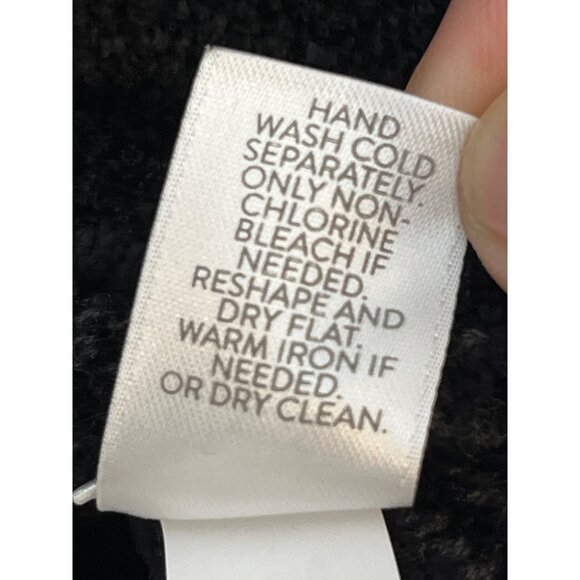 HAND
WASH COLD
SEPARATELY.
ONLY NON-
CHLORINE
BLEACH IF
NEEDED.
RESHAPE AND
DRY FLAT.
WARM IRON IF
NEEDED.
OR DRY CLEAN.